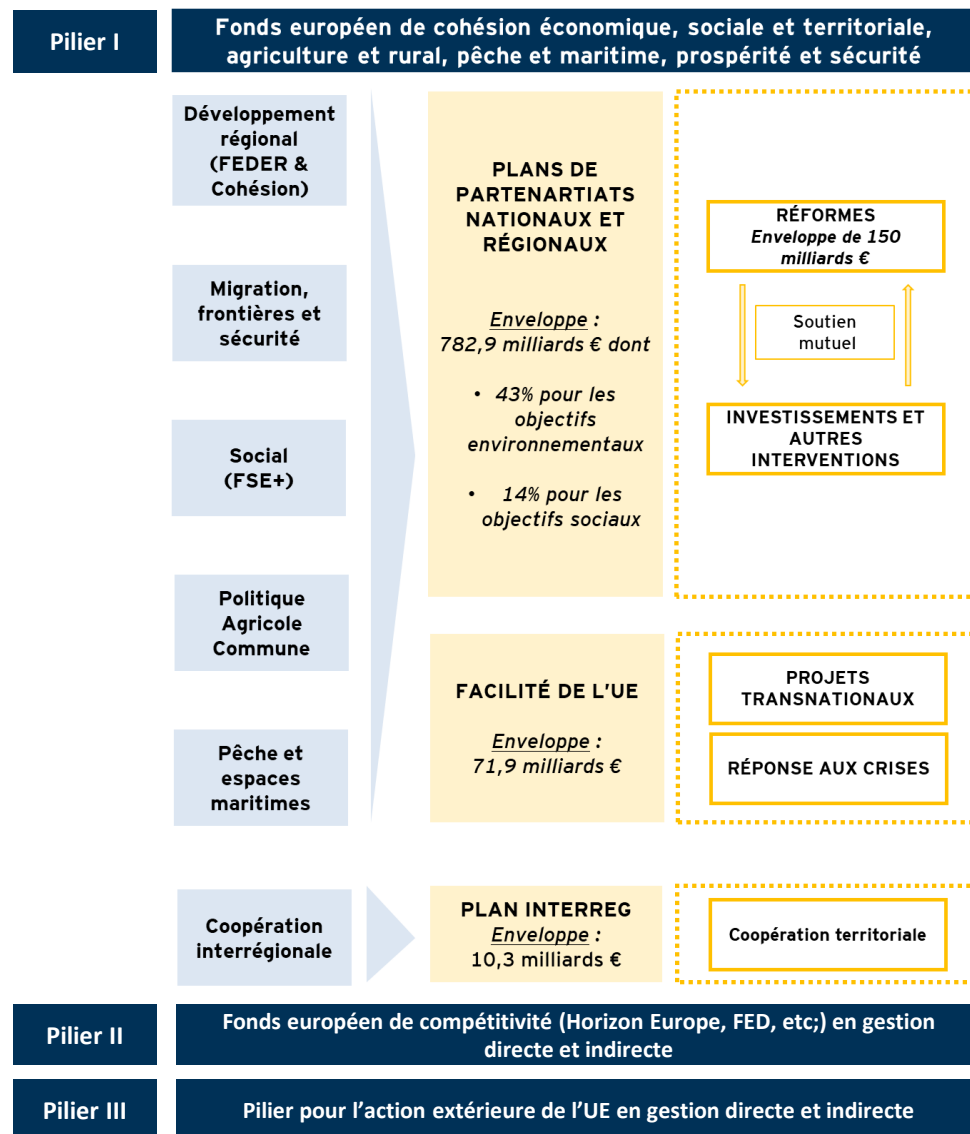 Pilier I
Fonds européen de cohésion économique, sociale et territoriale,
agriculture et rural, pêche et maritime, prospérité et sécurité
Développement
régional
(FEDER &
Cohésion)
Migration,
frontières et
sécurité
Social
(FSE+)
Politique
Agricole
Commune
Pêche et
espaces
maritimes
PLANS DE
PARTENARTIATS
NATIONAUX ET
RÉGIONAUX
Enveloppe :
782,9 milliards € dont
• 43% pour les
objectifs
environnementaux
• 14% pour les
objectifs sociaux
RÉFORMES
Enveloppe de 150
milliards €
Soutien
mutuel
INVESTISSEMENTS ET
AUTRES
INTERVENTIONS
FACILITÉ DE L'UE
Enveloppe :
71,9 milliards €
PROJETS
TRANSNATIONAUX
RÉPONSE AUX CRISES
Coopération
interrégionale
PLAN INTERREG
Enveloppe :
10,3 milliards €
Coopération territoriale
Pilier II
Fonds européen de compétitivité (Horizon Europe, FED, etc;) en gestion
directe et indirecte
Pilier III
Pilier pour l'action extérieure de l'UE en gestion directe et indirecte